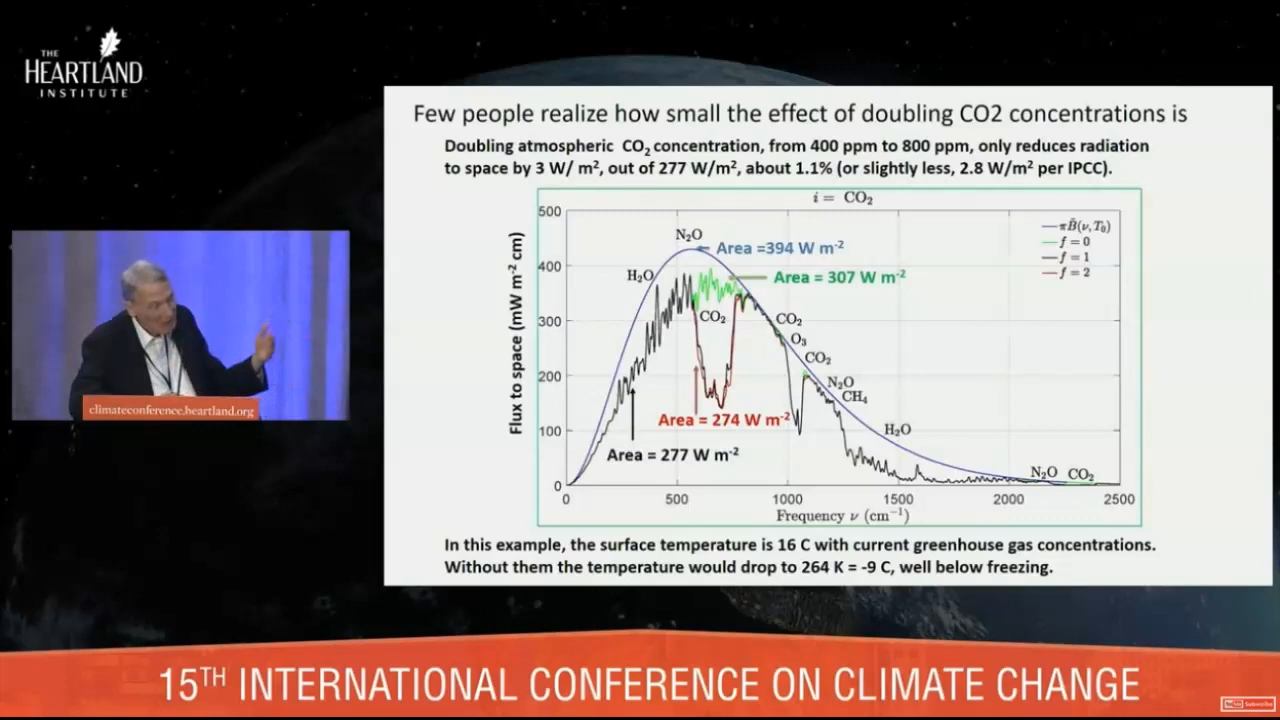 THE
HEARTLAND
INSTITUTE
Few people realize how small the effect of doubling CO2 concentrations is
Doubling atmospheric CO₂ concentration, from 400 ppm to 800 ppm, only reduces radiation
to space by 3 W/ m², out of 277 W/m², about 1.1% (or slightly less, 2.8 W/m² per IPCC).
i = CO₂
Flux to space (mW m⁻² cm)
500
400
300
200
100
0
N₂O
Area =394 W m⁻²
H₂O
Area = 307 W m⁻²
CO₂
CO₂
O₃
CO₂
N₂O
CH₄
Area = 274 W m⁻²
H₂O
Area = 277 W m⁻²
N₂O
CO₂
πB̃(ν,T₀)
f = 0
f = 1
f = 2
0
500
1000
1500
2000
2500
Frequency ν (cm⁻¹)
In this example, the surface temperature is 16 C with current greenhouse gas concentrations.
Without them the temperature would drop to 264 K = -9 C, well below freezing.
climateconference.heartland.org
15TH INTERNATIONAL CONFERENCE ON CLIMATE CHANGE
Subscribe